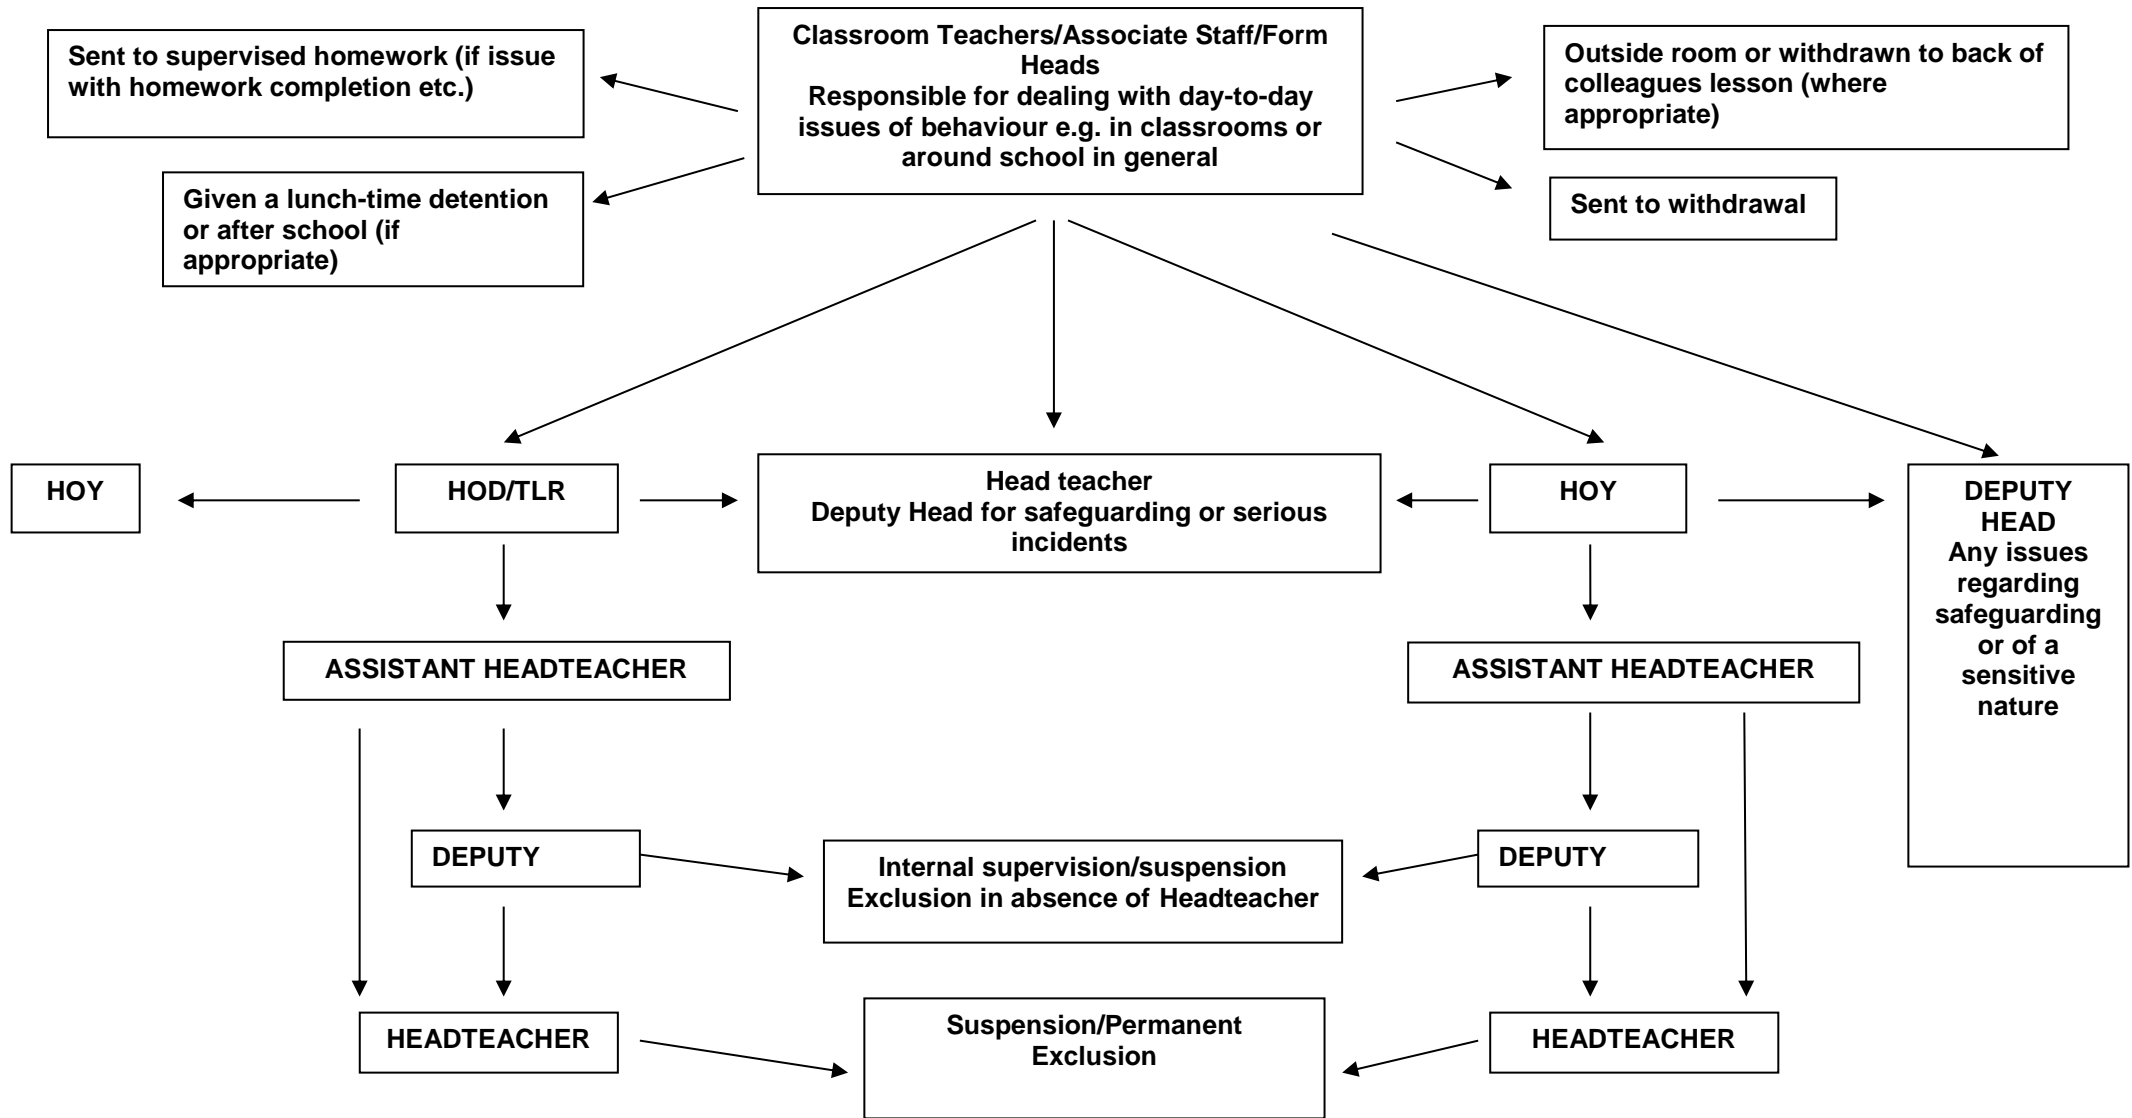 Classroom Teachers/Associate Staff/Form
Heads
Responsible for dealing with day-to-day
issues of behaviour e.g. in classrooms or
around school in general
Sent to supervised homework (if issue
with homework completion etc.)
Outside room or withdrawn to back of
colleagues lesson (where
appropriate)
Given a lunch-time detention
or after school (if
appropriate)
Sent to withdrawal
HOY
HOD/TLR
Head teacher
Deputy Head for safeguarding or serious
incidents
HOY
DEPUTY
HEAD
Any issues
regarding
safeguarding
or of a
sensitive
nature
ASSISTANT HEADTEACHER
ASSISTANT HEADTEACHER
DEPUTY
Internal supervision/suspension
Exclusion in absence of Headteacher
DEPUTY
HEADTEACHER
Suspension/Permanent
Exclusion
HEADTEACHER